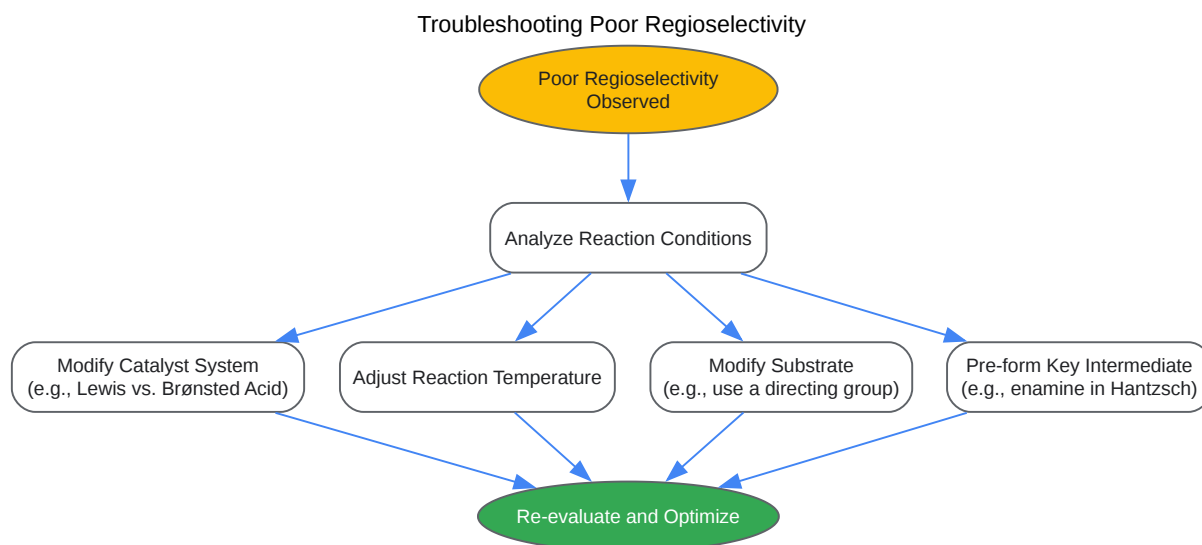 Troubleshooting Poor Regioselectivity
Poor Regioselectivity
Observed
Analyze Reaction Conditions
Modify Catalyst System
(e.g., Lewis vs. Brønsted Acid)
Adjust Reaction Temperature
Modify Substrate
(e.g., use a directing group)
Pre-form Key Intermediate
(e.g., enamine in Hantzsch)
Re-evaluate and Optimize